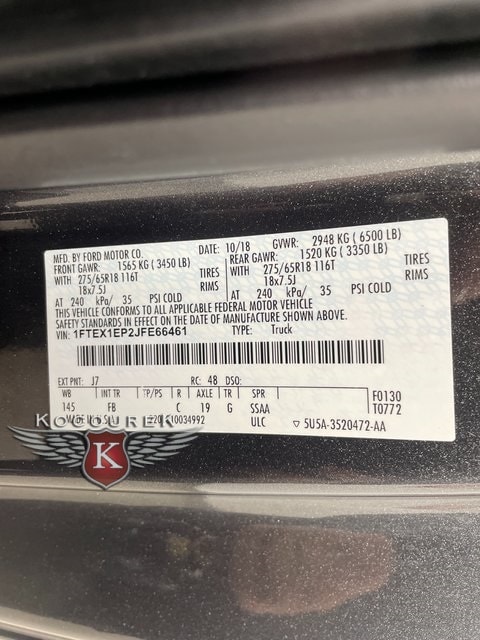 MFD. BY FORD MOTOR CO. DATE: 10/18 GVWR: 2948 KG ( 6500 LB)
FRONT GAWR: 1565 KG ( 3450 LB) REAR GAWR: 1520 KG ( 3350 LB)
WITH 275/65R18 116T TIRES WITH 275/65R18 116T TIRES
18x7.5J RIMS 18x7.5J RIMS
AT 240 kPa/ 35 PSI COLD AT 240 kPa/ 35 PSI COLD
THIS VEHICLE CONFORMS TO ALL APPLICABLE FEDERAL MOTOR VEHICLE
SAFETY STANDARDS IN EFFECT ON THE DATE OF MANUFACTURE SHOWN ABOVE.
VIN: 1FTEX1EP2JFE66461 TYPE: Truck
EXT PNT: J7 RC: 48 DSO:
WB INT TR TP/PS R AXLE TR SPR F0130
145 FB C 19 G SSAA T0772
10034992 ULC 5U5A-3520472-AA
KOCOUREK
K